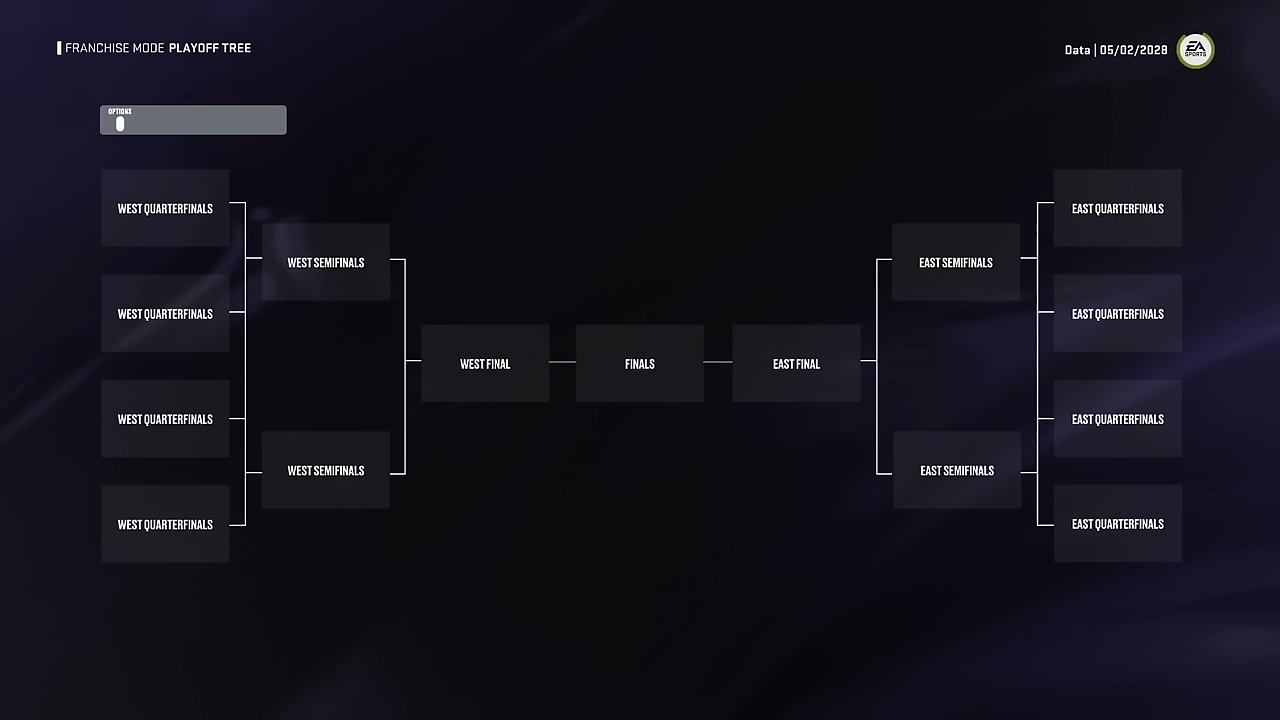 FRANCHISE MODE PLAYOFF TREE
Data | 05/02/2028
EA
SPORTS
OPTIONS
WEST QUARTERFINALS
WEST QUARTERFINALS
WEST QUARTERFINALS
WEST QUARTERFINALS
WEST SEMIFINALS
WEST SEMIFINALS
WEST FINAL
FINALS
EAST FINAL
EAST SEMIFINALS
EAST SEMIFINALS
EAST QUARTERFINALS
EAST QUARTERFINALS
EAST QUARTERFINALS
EAST QUARTERFINALS